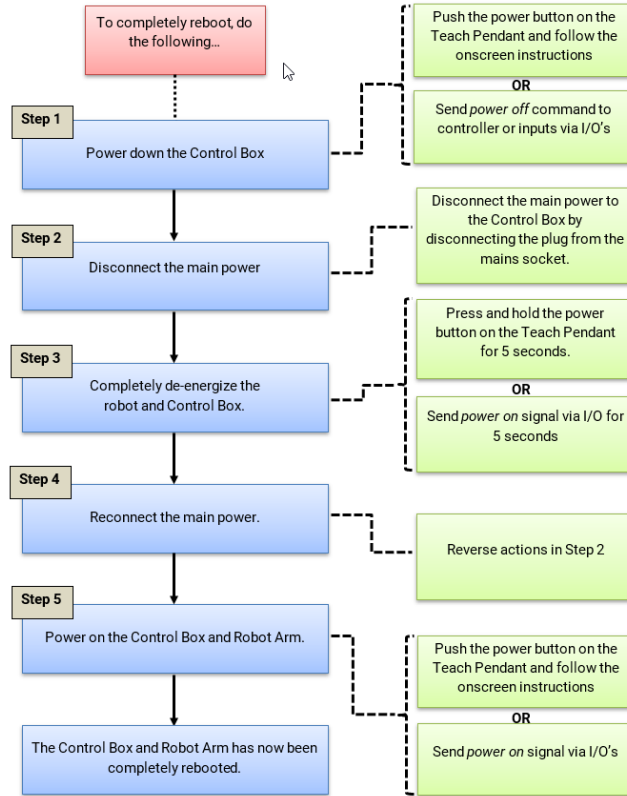 To completely reboot, do
the following…
Push the power button on the
Teach Pendant and follow the
onscreen instructions
OR
Send power off command to
controller or inputs via I/O's
Step 1
Power down the Control Box
Disconnect the main power to
the Control Box by
disconnecting the plug from the
mains socket.
Step 2
Disconnect the main power
Press and hold the power
button on the Teach Pendant
for 5 seconds.
OR
Send power on signal via I/O for
5 seconds
Step 3
Completely de-energize the
robot and Control Box.
Step 4
Reconnect the main power.
Reverse actions in Step 2
Step 5
Power on the Control Box and Robot Arm.
Push the power button on the
Teach Pendant and follow the
onscreen instructions
OR
Send power on signal via I/O's
The Control Box and Robot Arm has now been
completely rebooted.